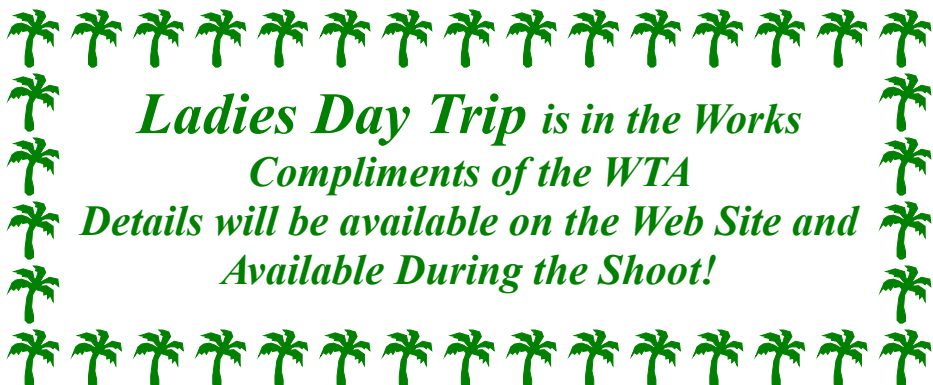 Ladies Day Trip is in the Works
Compliments of the WTA
Details will be available on the Web Site and
Available During the Shoot!